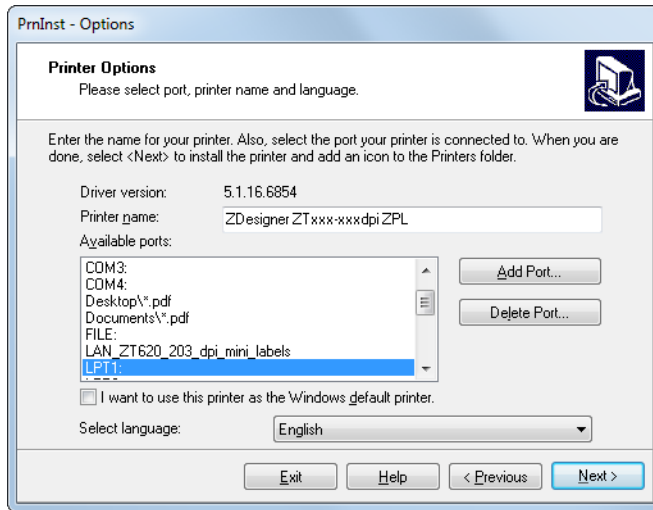 PrnInst - Options
Printer Options
Please select port, printer name and language.
Enter the name for your printer. Also, select the port your printer is connected to. When you are
done, select <Next> to install the printer and add an icon to the Printers folder.
Driver version: 5.1.16.6854
Printer name: ZDesigner ZTxxx-xxxdpi ZPL
Available ports:
COM3:
COM4:
Desktop\*.pdf
Documents\*.pdf
FILE:
LAN_ZT620_203_dpi_mini_labels
LPT1:
Add Port...
Delete Port...
I want to use this printer as the Windows default printer.
Select language: English
Exit Help < Previous Next >